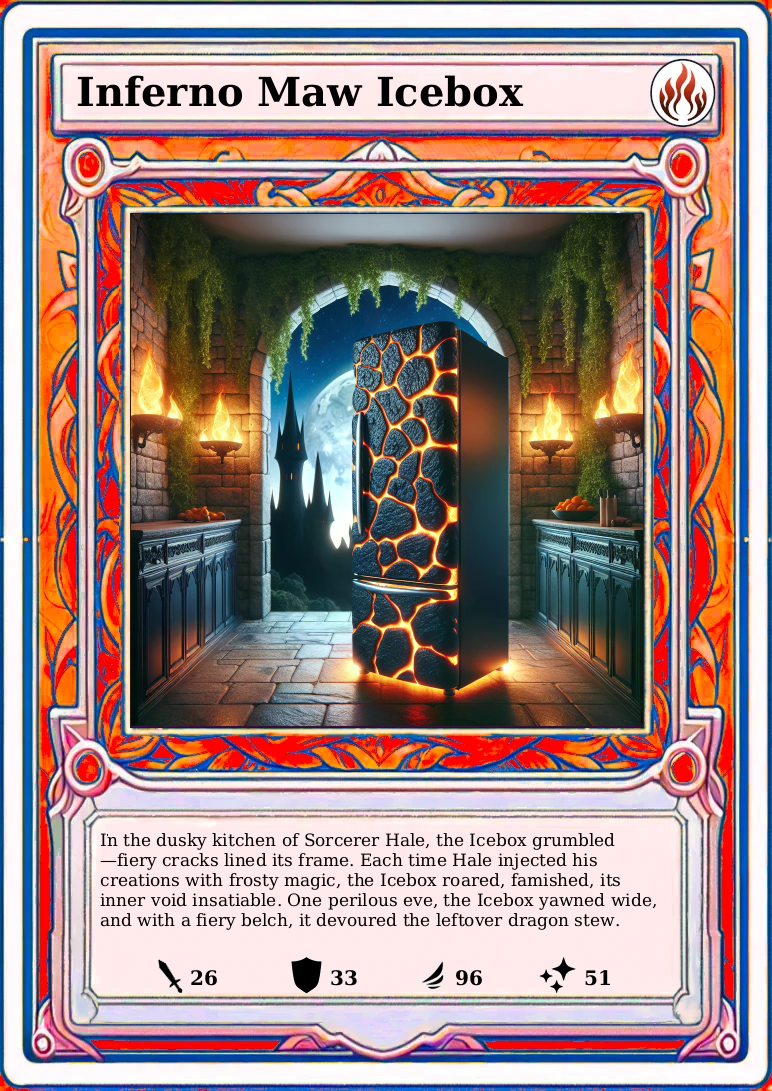 Inferno Maw Icebox
In the dusky kitchen of Sorcerer Hale, the Icebox grumbled
—fiery cracks lined its frame. Each time Hale injected his
creations with frosty magic, the Icebox roared, famished, its
inner void insatiable. One perilous eve, the Icebox yawned wide,
and with a fiery belch, it devoured the leftover dragon stew.
26 33 96 51